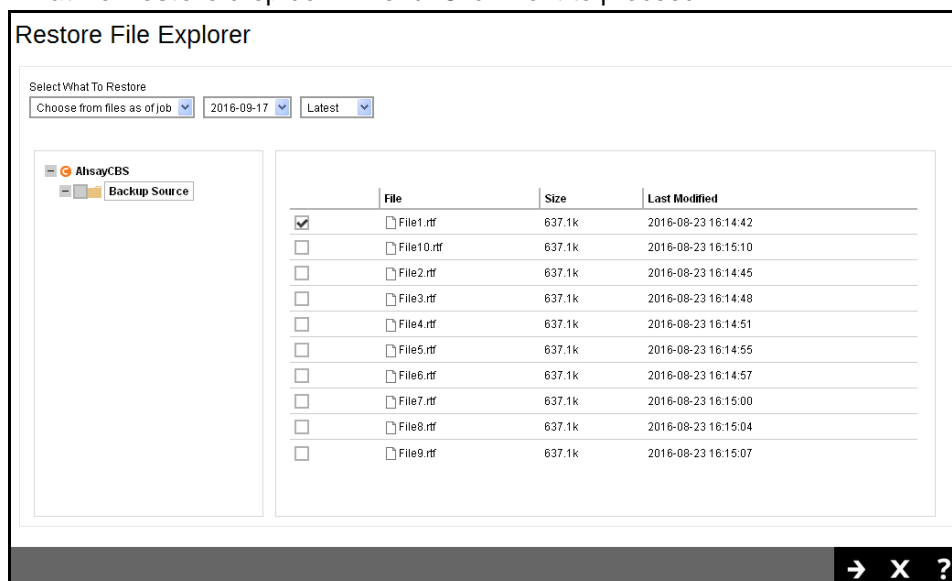 Restore File Explorer
Select What To Restore
Choose from files as of job 2016-09-17 Latest
AhsayCBS
Backup Source
File Size Last Modified
File1.rtf 637.1k 2016-08-23 16:14:42
File10.rtf 637.1k 2016-08-23 16:15:10
File2.rtf 637.1k 2016-08-23 16:14:45
File3.rtf 637.1k 2016-08-23 16:14:48
File4.rtf 637.1k 2016-08-23 16:14:51
File5.rtf 637.1k 2016-08-23 16:14:55
File6.rtf 637.1k 2016-08-23 16:14:57
File7.rtf 637.1k 2016-08-23 16:15:00
File8.rtf 637.1k 2016-08-23 16:15:04
File9.rtf 637.1k 2016-08-23 16:15:07
X ?